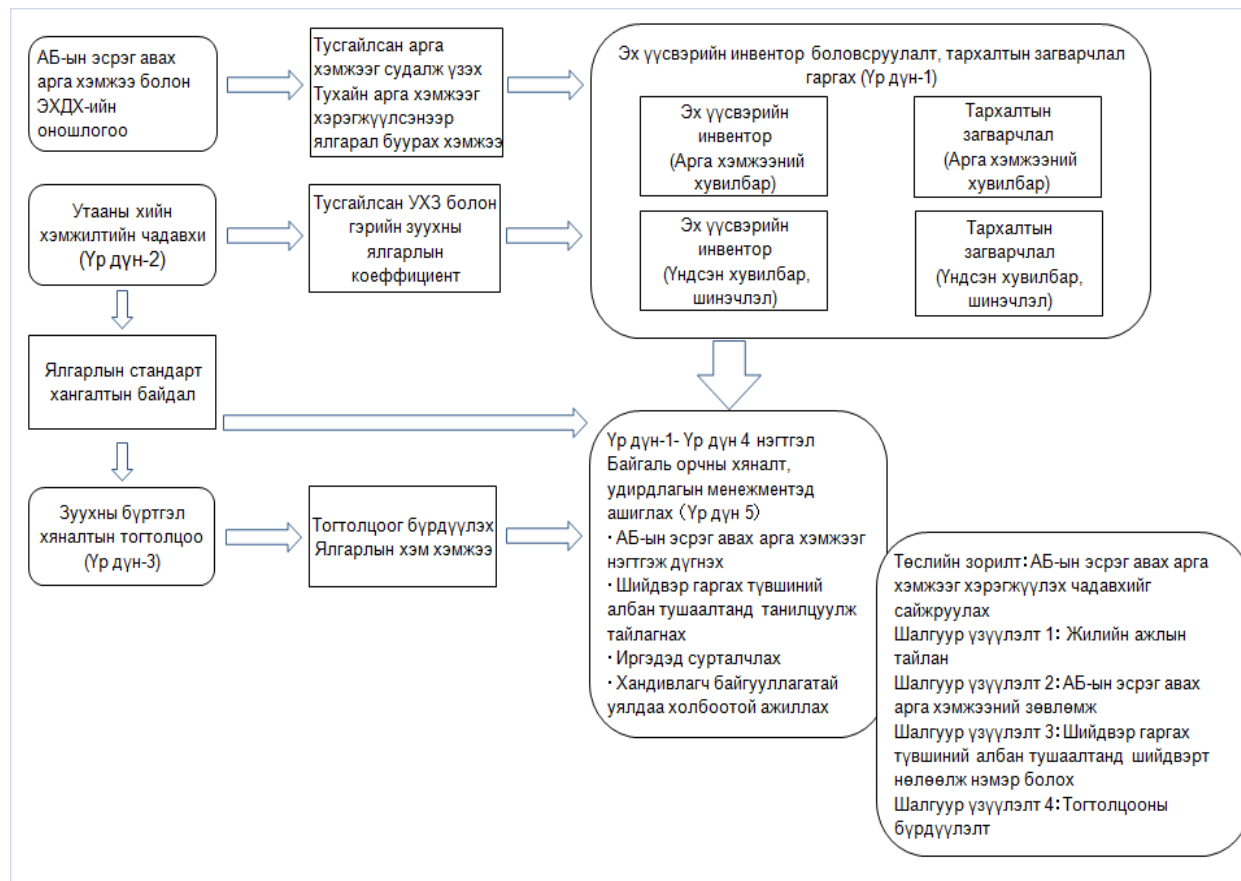 АБ-ын эсрэг авах
арга хэмжээ болон
ЭХДХ-ийн
оношлогоо
Тусгайлсан арга
хэмжээг судалж үзэх
Тухайн арга хэмжээг
хэрэгжүүлсэнээр
ялгарал буурах хэмжээ
Эх үүсвэрийн инвентор боловсруулалт, тархалтын загварчлал
гаргах (Үр дүн-1)
Эх үүсвэрийн
инвентор
(Арга хэмжээний
хувилбар)
Тархалтын
загварчлал
(Арга хэмжээний
хувилбар)
Утааны хийн
хэмжилтийн чадавхи
(Үр дүн-2)
Тусгайлсан УХЗ болон
гэрийн зуухны
ялгарлын
коеффициент
Эх үүсвэрийн
инвентор
(Үндсэн хувилбар,
шинэчлэл)
Тархалтын
загварчлал
(Үндсэн хувилбар,
шинэчлэл)
Ялгарлын стандарт
хангалтын байдал
Зуухны бүртгэл
хяналтын тогтолцоо
(Үр дүн-3)
Тогтолцоог бүрдүүлэх
Ялгарлын хэм хэмжээ
Үр дүн-1- Үр дүн 4 нэгтгэл
Байгаль орчны хяналт,
удирдлагын менежментэд
ашиглах (Үр дүн 5)
・АБ-ын эсрэг авах арга хэмжээг
нэгтгэж дүгнэх
・Шийдвэр гаргах түвшиний
албан тушаалтанд танилцуулж
тайлагнах
・Иргэдэд сурталчлах
・Хандивлагч байгууллагатай
уялдаа холбоотой ажиллах
Төслийн зорилт: АБ-ын эсрэг авах арга
хэмжээг хэрэгжүүлэх чадавхийг
сайжруулах
Шалгуур үзүүлэлт 1: Жилийн ажлын
тайлан
Шалгуур үзүүлэлт 2: АБ-ын эсрэг авах
арга хэмжээний зөвлөмж
Шалгуур үзүүлэлт 3: Шийдвэр гаргах
түвшиний албан тушаалтанд шийдвэрт
нөлөөлж нэмэр болох
Шалгуур үзүүлэлт 4: Тогтолцооны
бүрдүүлэлт